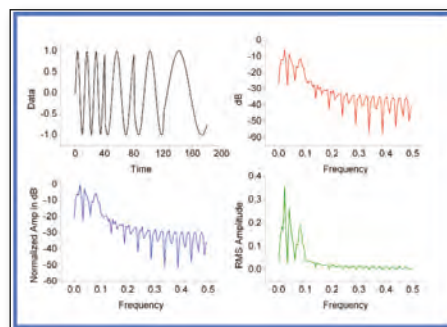 1.0
0.5
0.0
-0.5
-1.0
Data
0 40 80 120 160 200
Time
0
-10
-20
-30
-40
-50
-60
dB
0.0 0.1 0.2 0.3 0.4 0.5
Frequency
0
-10
-20
-30
-40
-50
-60
Normalized Amp in dB
0.0 0.1 0.2 0.3 0.4 0.5
Frequency
0.4
0.3
0.2
0.1
0.0
RMS Amplitude
0.0 0.1 0.2 0.3 0.4 0.5
Frequency